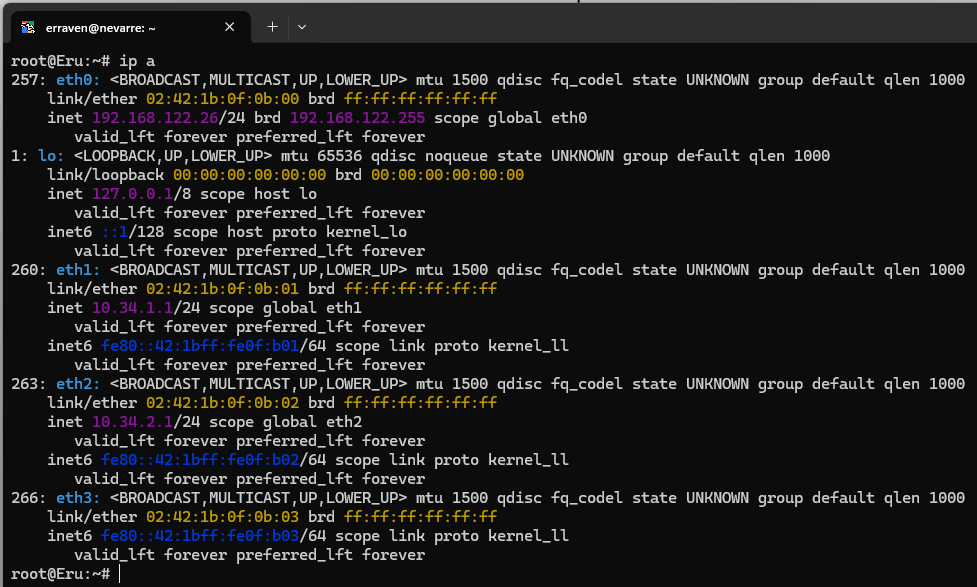 erraven@nevarre: ~
root@Eru:~# ip a
257: eth0: <BROADCAST,MULTICAST,UP,LOWER_UP> mtu 1500 qdisc fq_codel state UNKNOWN group default qlen 1000
    link/ether 02:42:1b:0f:0b:00 brd ff:ff:ff:ff:ff:ff
    inet 192.168.122.26/24 brd 192.168.122.255 scope global eth0
       valid_lft forever preferred_lft forever
1: lo: <LOOPBACK,UP,LOWER_UP> mtu 65536 qdisc noqueue state UNKNOWN group default qlen 1000
    link/loopback 00:00:00:00:00:00 brd 00:00:00:00:00:00
    inet 127.0.0.1/8 scope host lo
       valid_lft forever preferred_lft forever
    inet6 ::1/128 scope host proto kernel_lo
       valid_lft forever preferred_lft forever
260: eth1: <BROADCAST,MULTICAST,UP,LOWER_UP> mtu 1500 qdisc fq_codel state UNKNOWN group default qlen 1000
    link/ether 02:42:1b:0f:0b:01 brd ff:ff:ff:ff:ff:ff
    inet 10.34.1.1/24 scope global eth1
       valid_lft forever preferred_lft forever
    inet6 fe80::42:1bff:fe0f:b01/64 scope link proto kernel_ll
       valid_lft forever preferred_lft forever
263: eth2: <BROADCAST,MULTICAST,UP,LOWER_UP> mtu 1500 qdisc fq_codel state UNKNOWN group default qlen 1000
    link/ether 02:42:1b:0f:0b:02 brd ff:ff:ff:ff:ff:ff
    inet 10.34.2.1/24 scope global eth2
       valid_lft forever preferred_lft forever
    inet6 fe80::42:1bff:fe0f:b02/64 scope link proto kernel_ll
       valid_lft forever preferred_lft forever
266: eth3: <BROADCAST,MULTICAST,UP,LOWER_UP> mtu 1500 qdisc fq_codel state UNKNOWN group default qlen 1000
    link/ether 02:42:1b:0f:0b:03 brd ff:ff:ff:ff:ff:ff
    inet6 fe80::42:1bff:fe0f:b03/64 scope link proto kernel_ll
       valid_lft forever preferred_lft forever
root@Eru:~#